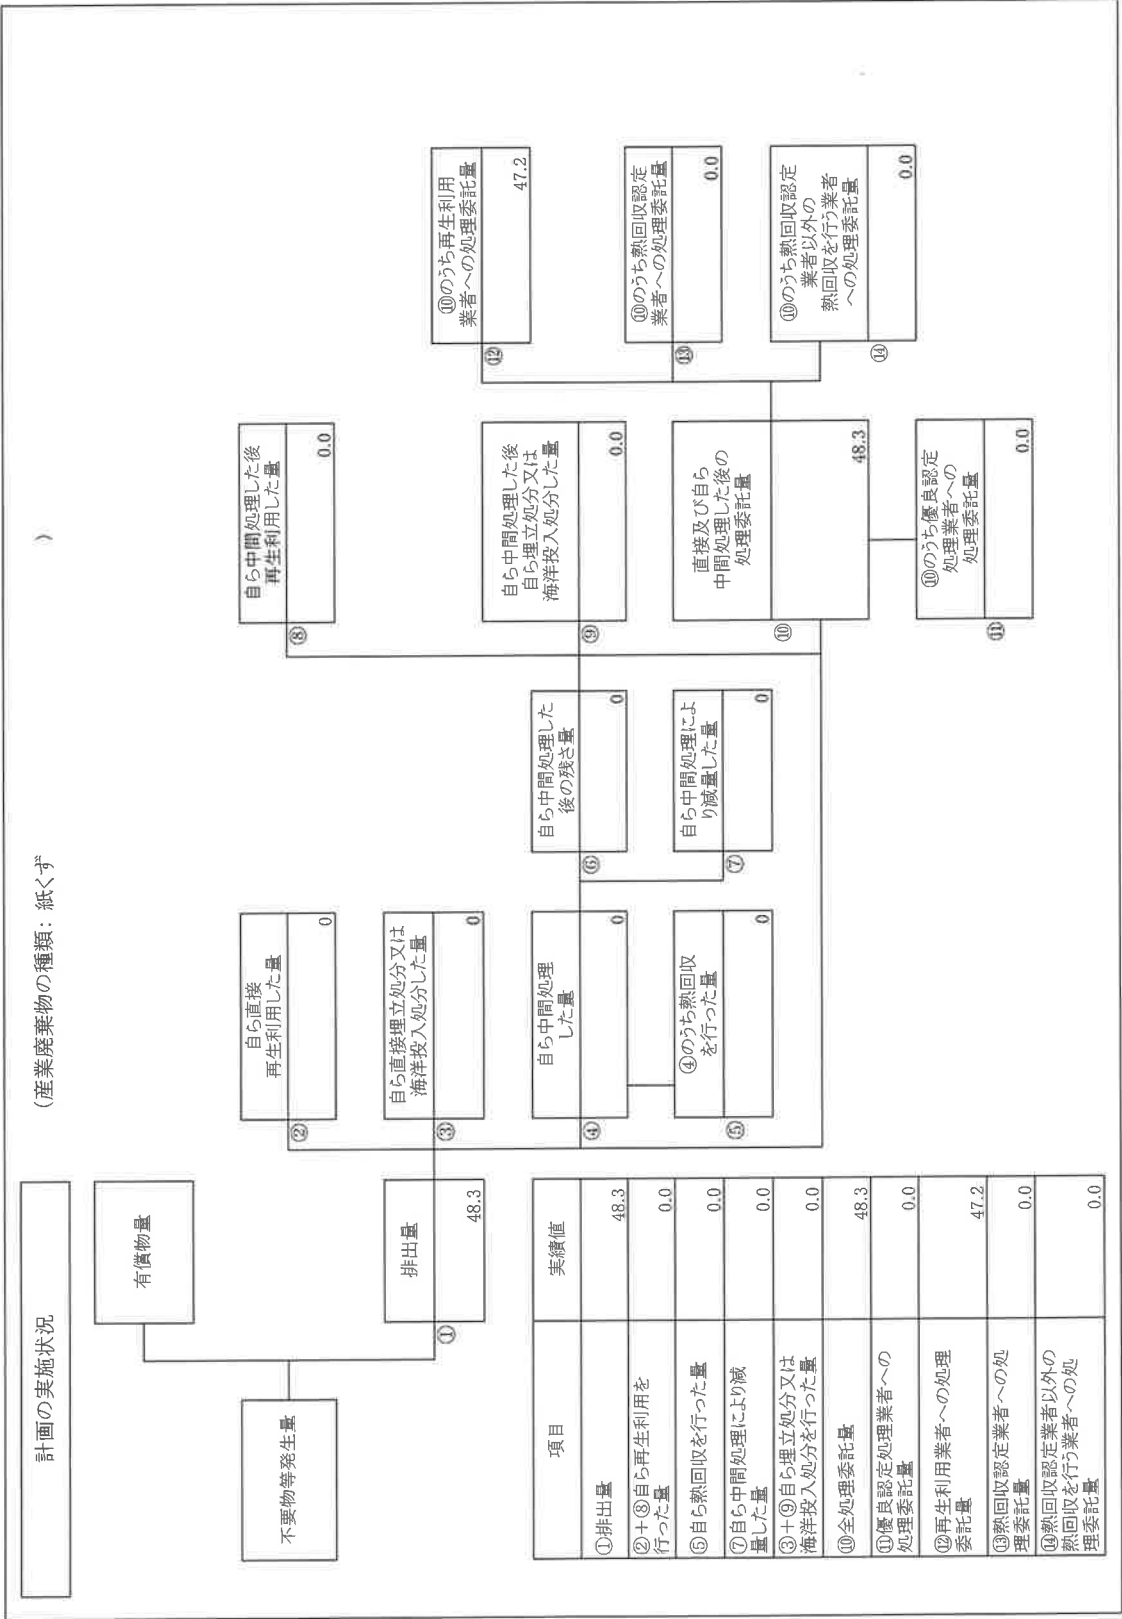 計画の実施状況
(産業廃棄物の種類: 紙くず
)
不要物等発生量
有償物量
①
排出量
48.3
②
自ら直接
再生利用した量
0
③
自ら直接埋立処分又は
海洋投入処分した量
0
④
自ら中間処理
した量
0
⑤
④のうち熱回収
を行った量
0
⑥
自ら中間処理した
後の残さ量
0
⑦
自ら中間処理によ
り減量した量
0
⑧
自ら中間処理した後
再生利用した量
0.0
⑨
自ら中間処理した後
自ら埋立処分又は
海洋投入処分した量
0.0
⑩
直接及び自ら
中間処理した後の
処理委託量
48.3
⑪
⑩のうち優良認定
処理業者への
処理委託量
0.0
⑫
⑩のうち再生利用
業者への処理委託量
47.2
⑬
⑩のうち熱回収認定
業者への処理委託量
0.0
⑭
⑩のうち熱回収認定
業者以外の
熱回収を行う業者
への処理委託量
0.0
項目 実績値
①排出量 48.3
②+⑧自ら再生利用を
行った量 0.0
⑤自ら熱回収を行った量 0.0
⑦自ら中間処理により減
量した量 0.0
③+⑨自ら埋立処分又は
海洋投入処分を行った量 0.0
⑩全処理委託量 48.3
⑪優良認定処理業者への
処理委託量 0.0
⑫再生利用業者への処理
委託量 47.2
⑬熱回収認定業者への処
理委託量 0.0
⑭熱回収認定業者以外の
熱回収を行う業者への処
理委託量 0.0